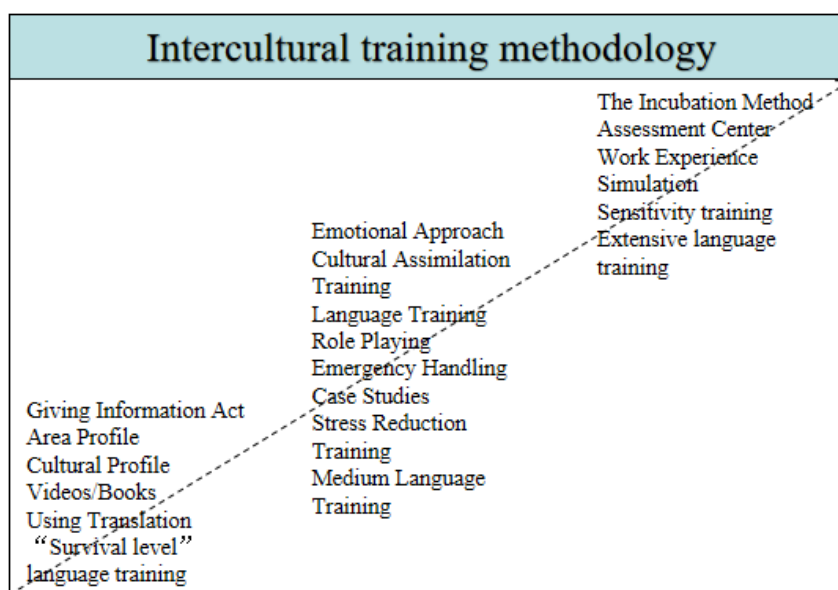 Intercultural training methodology
The Incubation Method
Assessment Center
Work Experience
Simulation
Sensitivity training
Extensive language
training
Emotional Approach
Cultural Assimilation
Training
Language Training
Role Playing
Emergency Handling
Case Studies
Stress Reduction
Training
Medium Language
Training
Giving Information Act
Area Profile
Cultural Profile
Videos/Books
Using Translation
“Survival level”
language training